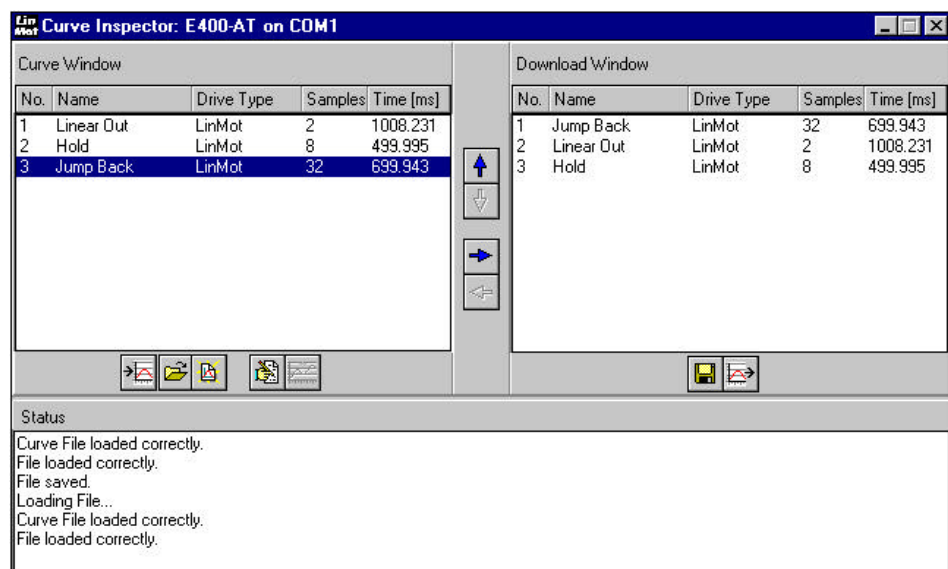 Lin Mot Curve Inspector: E400-AT on COM1
Curve Window
No. Name Drive Type Samples Time [ms]
1 Linear Out LinMot 2 1008.231
2 Hold LinMot 8 499.995
3 Jump Back LinMot 32 699.943
Download Window
No. Name Drive Type Samples Time [ms]
1 Jump Back LinMot 32 699.943
2 Linear Out LinMot 2 1008.231
3 Hold LinMot 8 499.995
Status
Curve File loaded correctly.
File loaded correctly.
File saved.
Loading File...
Curve File loaded correctly.
File loaded correctly.